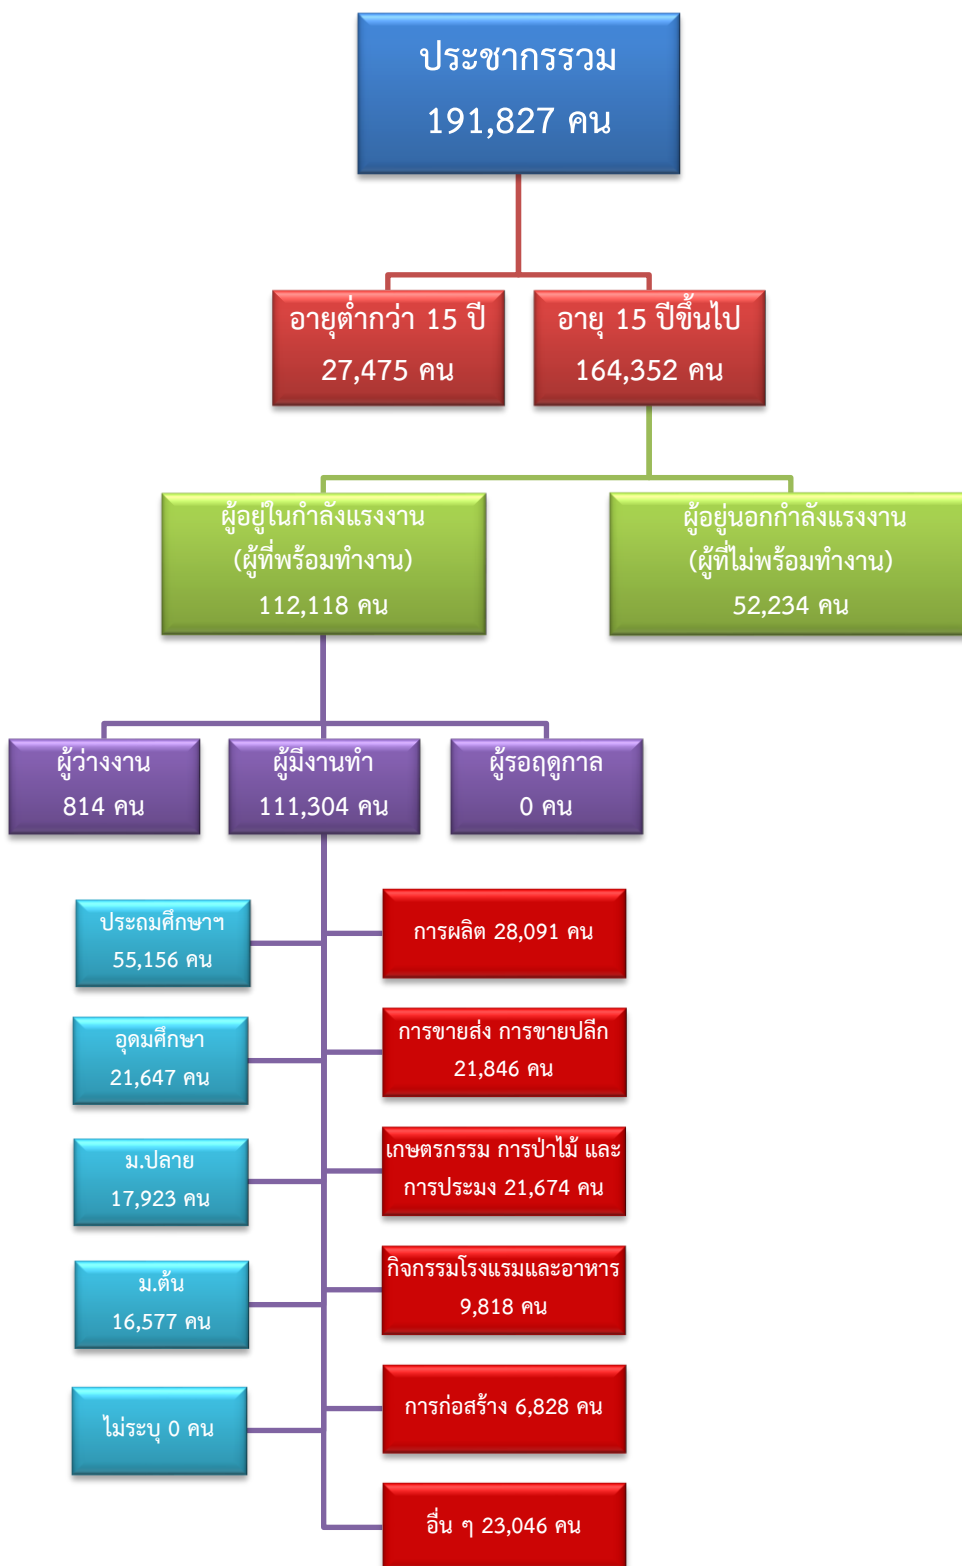 ประชากรรวม
191,827 คน
อายุต่ำกว่า 15 ปี
27,475 คน
อายุ 15 ปีขึ้นไป
164,352 คน
ผู้อยู่ในกำลังแรงงาน
(ผู้ที่พร้อมทำงาน)
112,118 คน
ผู้อยู่นอกกำลังแรงงาน
(ผู้ที่ไม่พร้อมทำงาน)
52,234 คน
ผู้ว่างงาน
814 คน
ผู้มีงานทำ
111,304 คน
ผู้รอฤดูกาล
0 คน
ประถมศึกษาฯ
55,156 คน
อุดมศึกษา
21,647 คน
ม.ปลาย
17,923 คน
ม.ต้น
16,577 คน
ไม่ระบุ 0 คน
การผลิต 28,091 คน
การขายส่ง การขายปลีก
21,846 คน
เกษตรกรรม การป่าไม้ และ
การประมง 21,674 คน
กิจกรรมโรงแรมและอาหาร
9,818 คน
การก่อสร้าง 6,828 คน
อื่น ๆ 23,046 คน